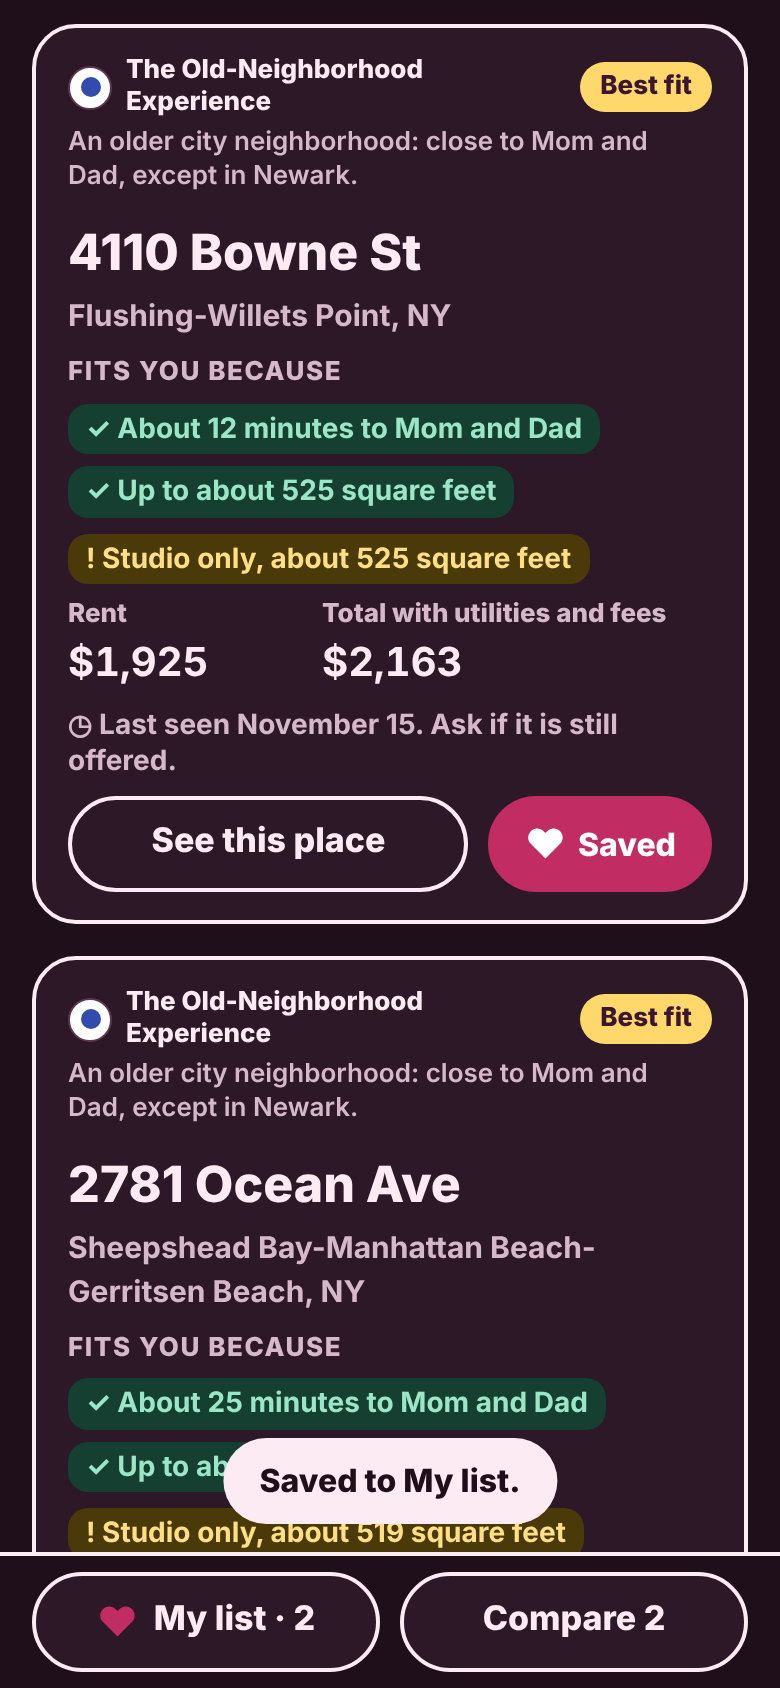 The Old-Neighborhood
Experience
Best fit
An older city neighborhood: close to Mom and
Dad, except in Newark.
4110 Bowne St
Flushing-Willets Point, NY
FITS YOU BECAUSE
✓ About 12 minutes to Mom and Dad
✓ Up to about 525 square feet
! Studio only, about 525 square feet
Rent
Total with utilities and fees
$1,925
$2,163
Last seen November 15. Ask if it is still
offered.
See this place
Saved
The Old-Neighborhood
Experience
Best fit
An older city neighborhood: close to Mom and
Dad, except in Newark.
2781 Ocean Ave
Sheepshead Bay-Manhattan Beach-
Gerritsen Beach, NY
FITS YOU BECAUSE
✓ About 25 minutes to Mom and Dad
✓ Up to
Saved to My list.
! Studio only, about 519 square feet
My list · 2
Compare 2